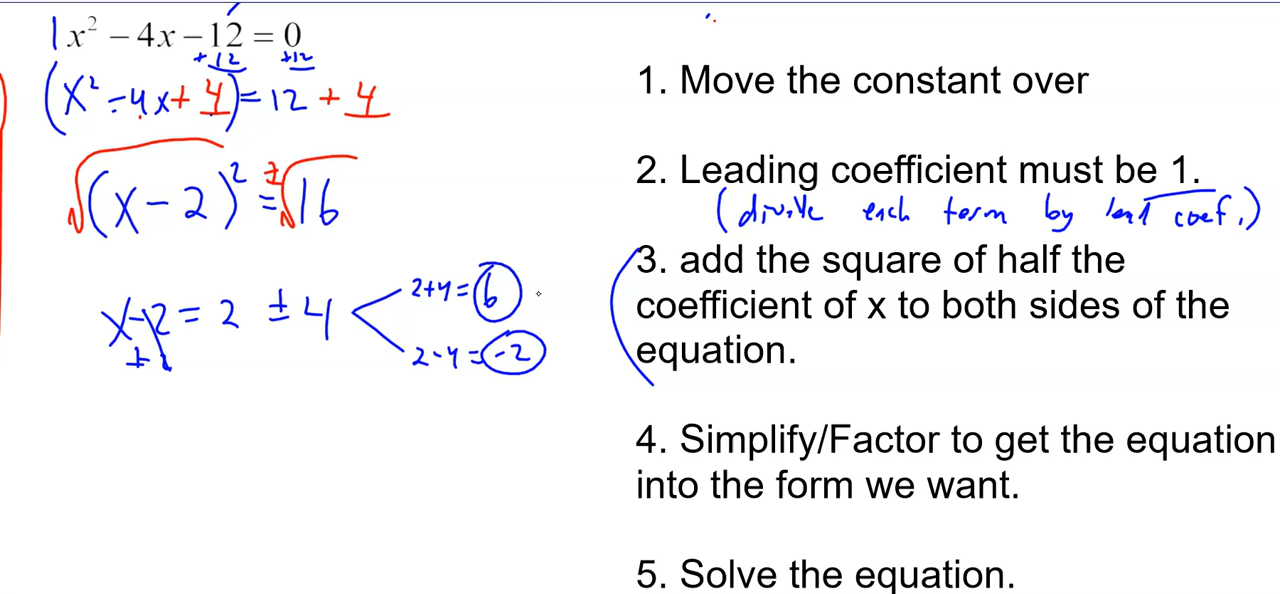 1x² − 4x − 12 = 0
+12 +12
(x² − 4x + 4) = 12 + 4
√(x − 2)² = ±√16
x − 2 = 2 ± 4
+2
2+4 = 6
2−4 = −2
1. Move the constant over
2. Leading coefficient must be 1.
(divide each term by lead coef.)
3. add the square of half the
coefficient of x to both sides of the
equation.
4. Simplify/Factor to get the equation
into the form we want.
5. Solve the equation.